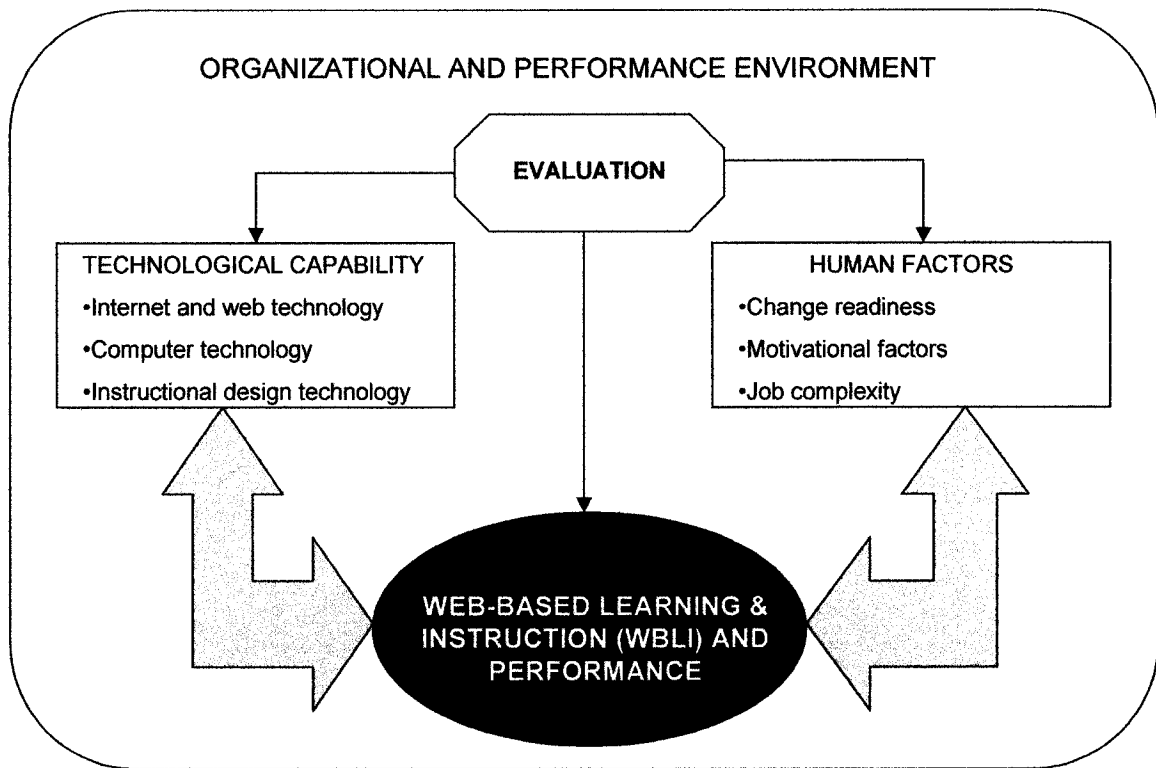 ORGANIZATIONAL AND PERFORMANCE ENVIRONMENT
EVALUATION
TECHNOLOGICAL CAPABILITY
•Internet and web technology
•Computer technology
•Instructional design technology
HUMAN FACTORS
•Change readiness
•Motivational factors
•Job complexity
WEB-BASED LEARNING &
INSTRUCTION (WBLI) AND
PERFORMANCE